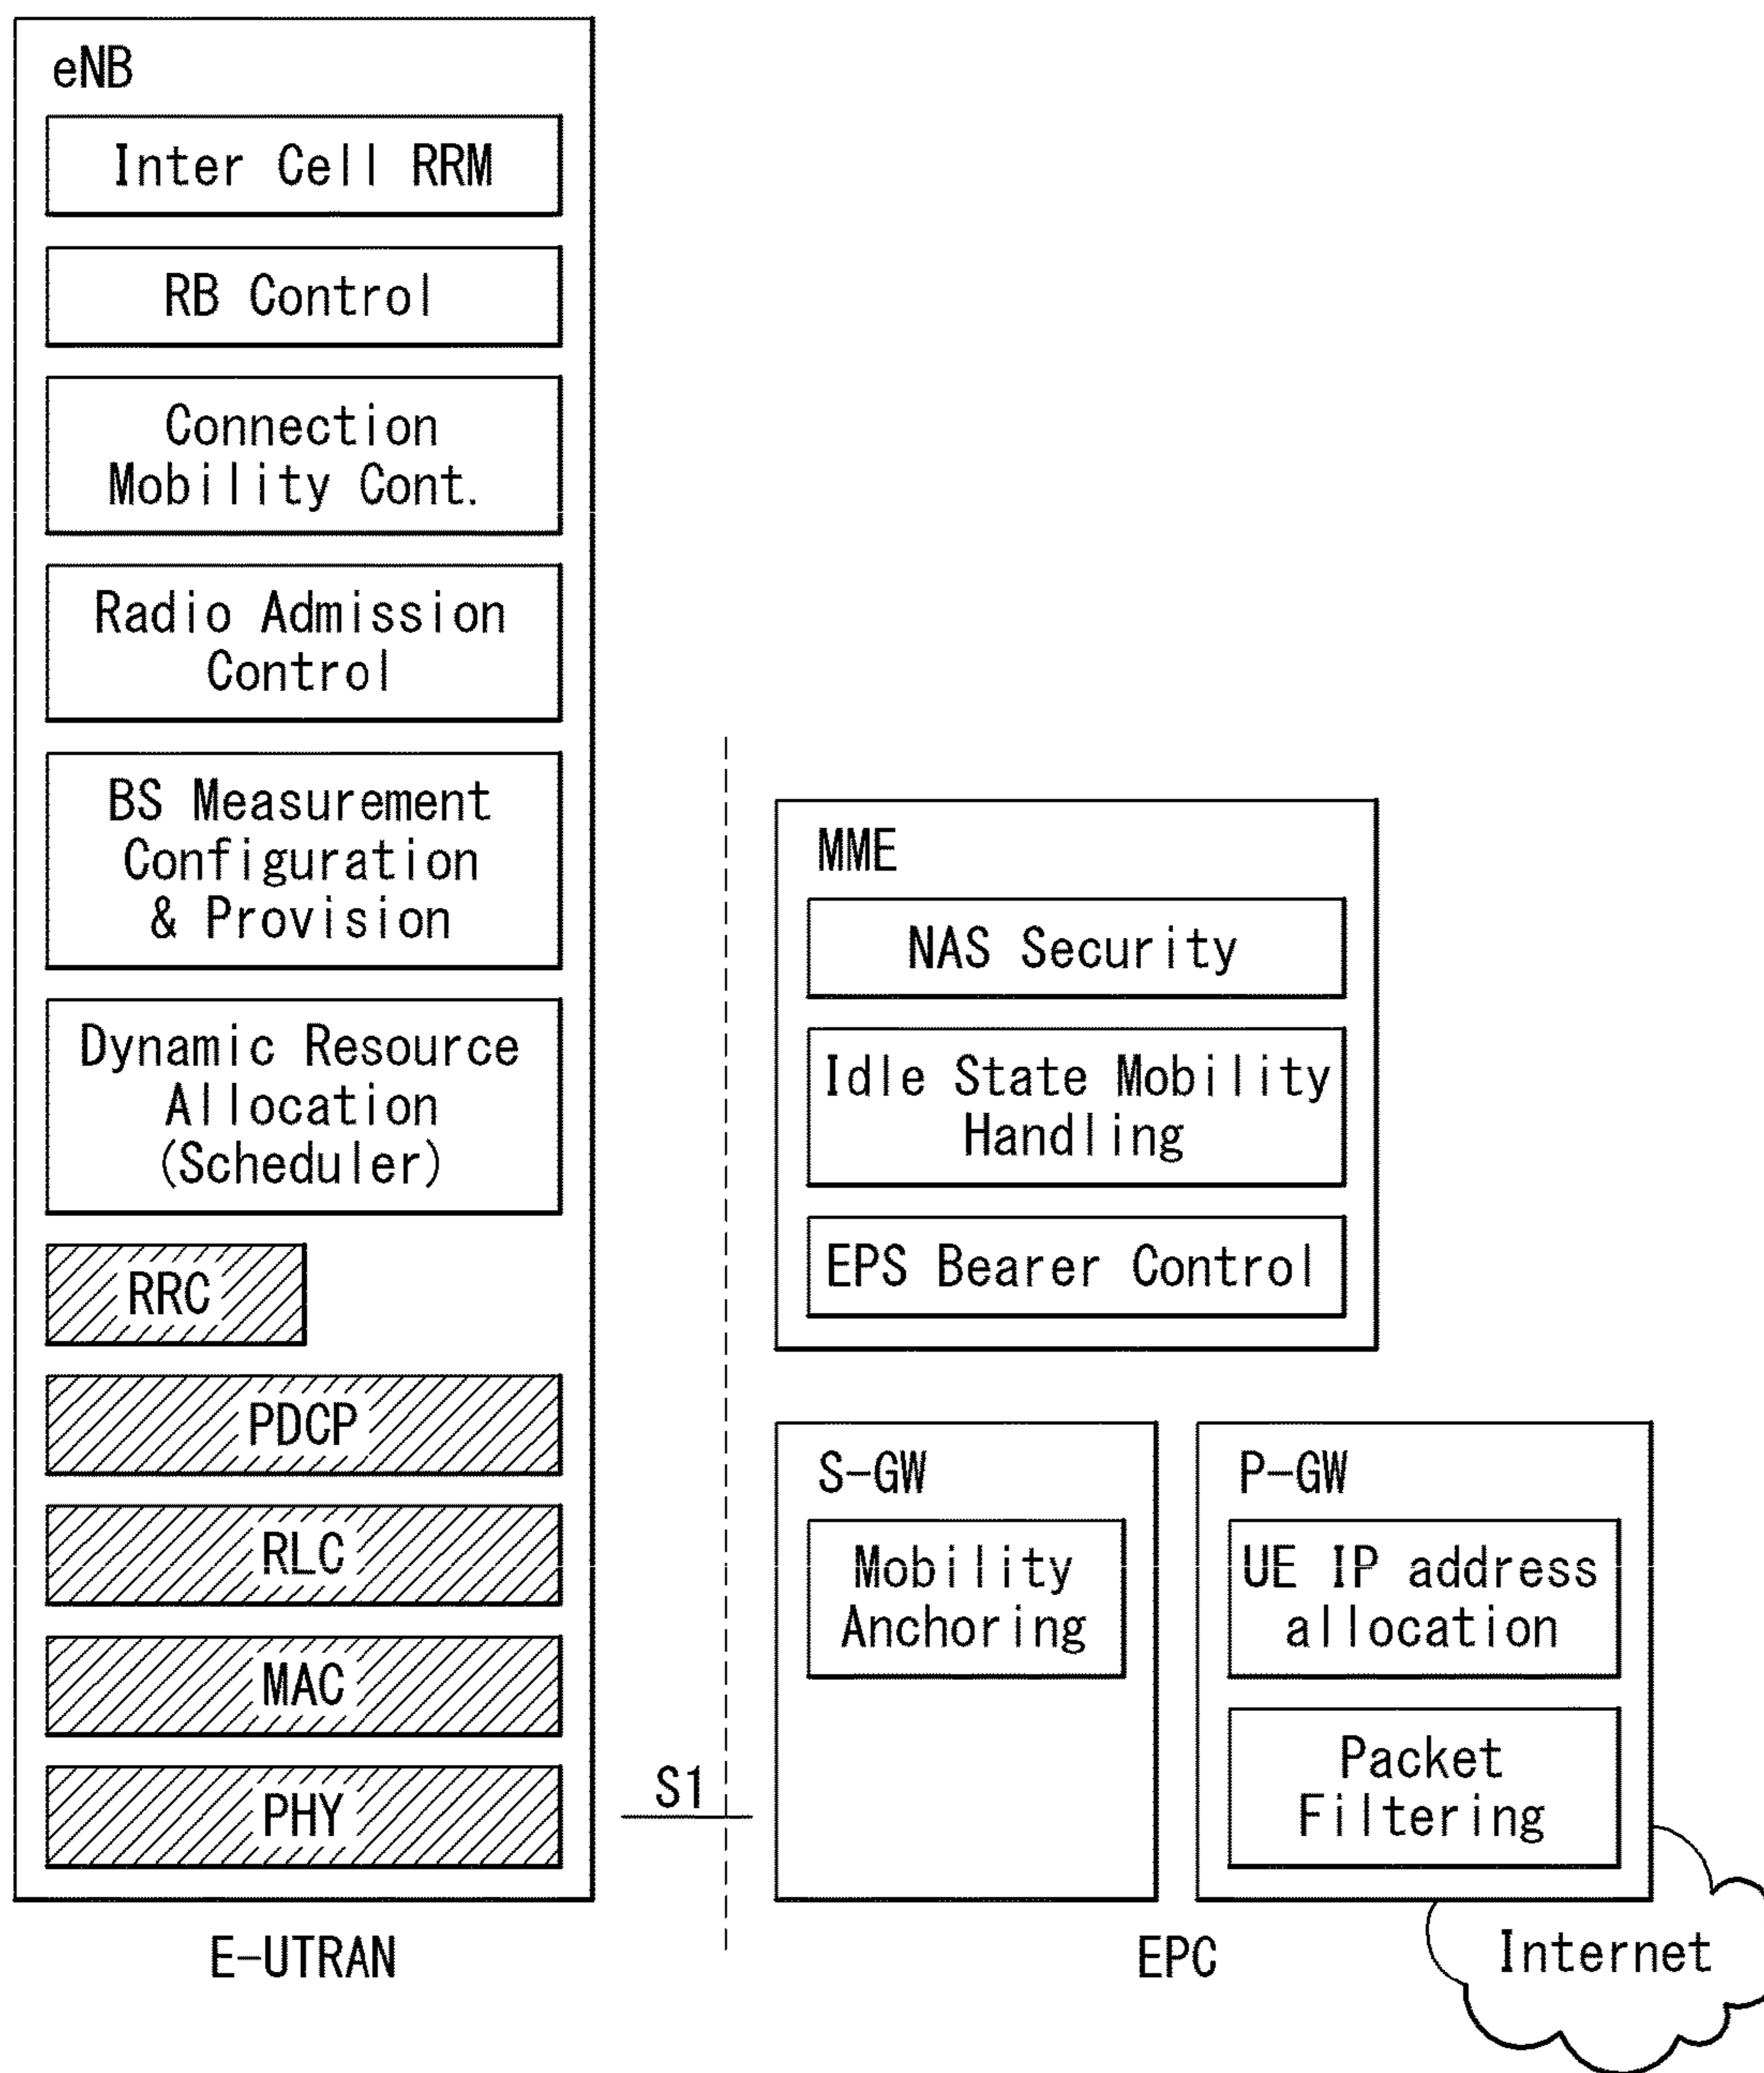 eNB
Inter Cell RRM
RB Control
Connection
Mobility Cont.
Radio Admission
Control
BS Measurement
Configuration
& Provision
Dynamic Resource
Allocation
(Scheduler)
RRC
PDCP
RLC
MAC
PHY
E-UTRAN
S1
MME
NAS Security
Idle State Mobility
Handling
EPS Bearer Control
S-GW
Mobility
Anchoring
P-GW
UE IP address
allocation
Packet
Filtering
EPC
Internet